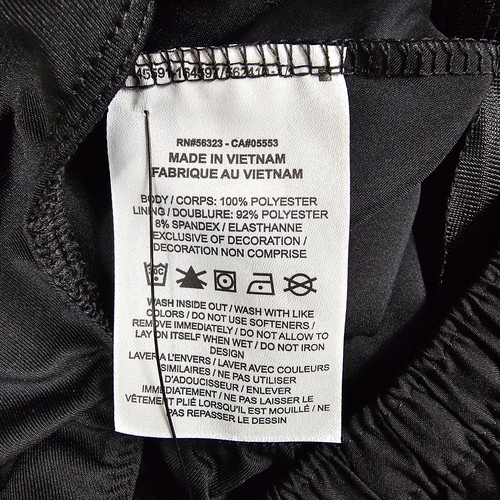 RN#56323 - CA#05553
MADE IN VIETNAM
FABRIQUE AU VIETNAM
BODY / CORPS: 100% POLYESTER
LINING / DOUBLURE: 92% POLYESTER
8% SPANDEX / ELASTHANNE
EXCLUSIVE OF DECORATION /
DECORATION NON COMPRISE
30C
WASH INSIDE OUT / WASH WITH LIKE
COLORS / DO NOT USE SOFTENERS /
REMOVE IMMEDIATELY / DO NOT ALLOW TO
LAY ON ITSELF WHEN WET / DO NOT IRON
DESIGN
LAVER À L'ENVERS / LAVER AVEC COULEURS
SIMILAIRES / NE PAS UTILISER
D'ADOUCISSEUR / ENLEVER
IMMÉDIATEMENT / NE PAS LAISSER LE
VÊTEMENT PLIÉ LORSQU'IL EST MOUILLÉ / NE
PAS REPASSER LE DESSIN